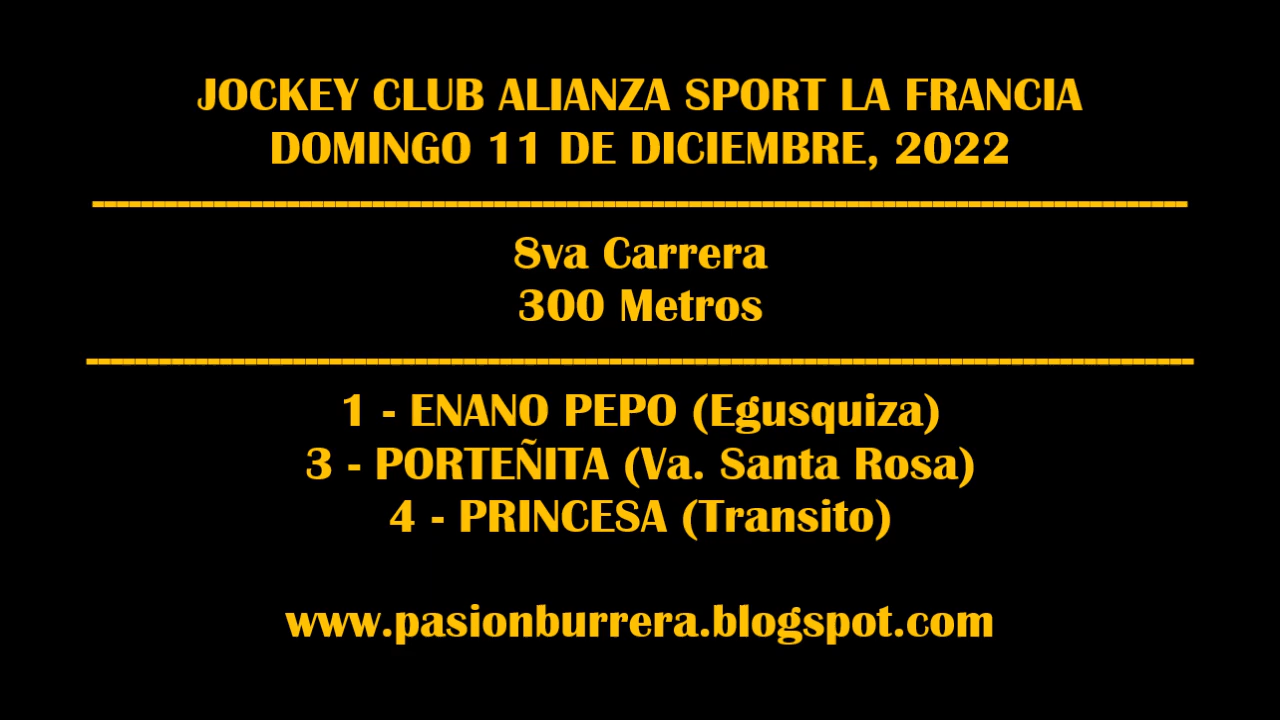 JOCKEY CLUB ALIANZA SPORT LA FRANCIA
DOMINGO 11 DE DICIEMBRE, 2022
8va Carrera
300 Metros
1 - ENANO PEPO (Egusquiza)
3 - PORTEÑITA (Va. Santa Rosa)
4 - PRINCESA (Transito)
www.pasionburrera.blogspot.com